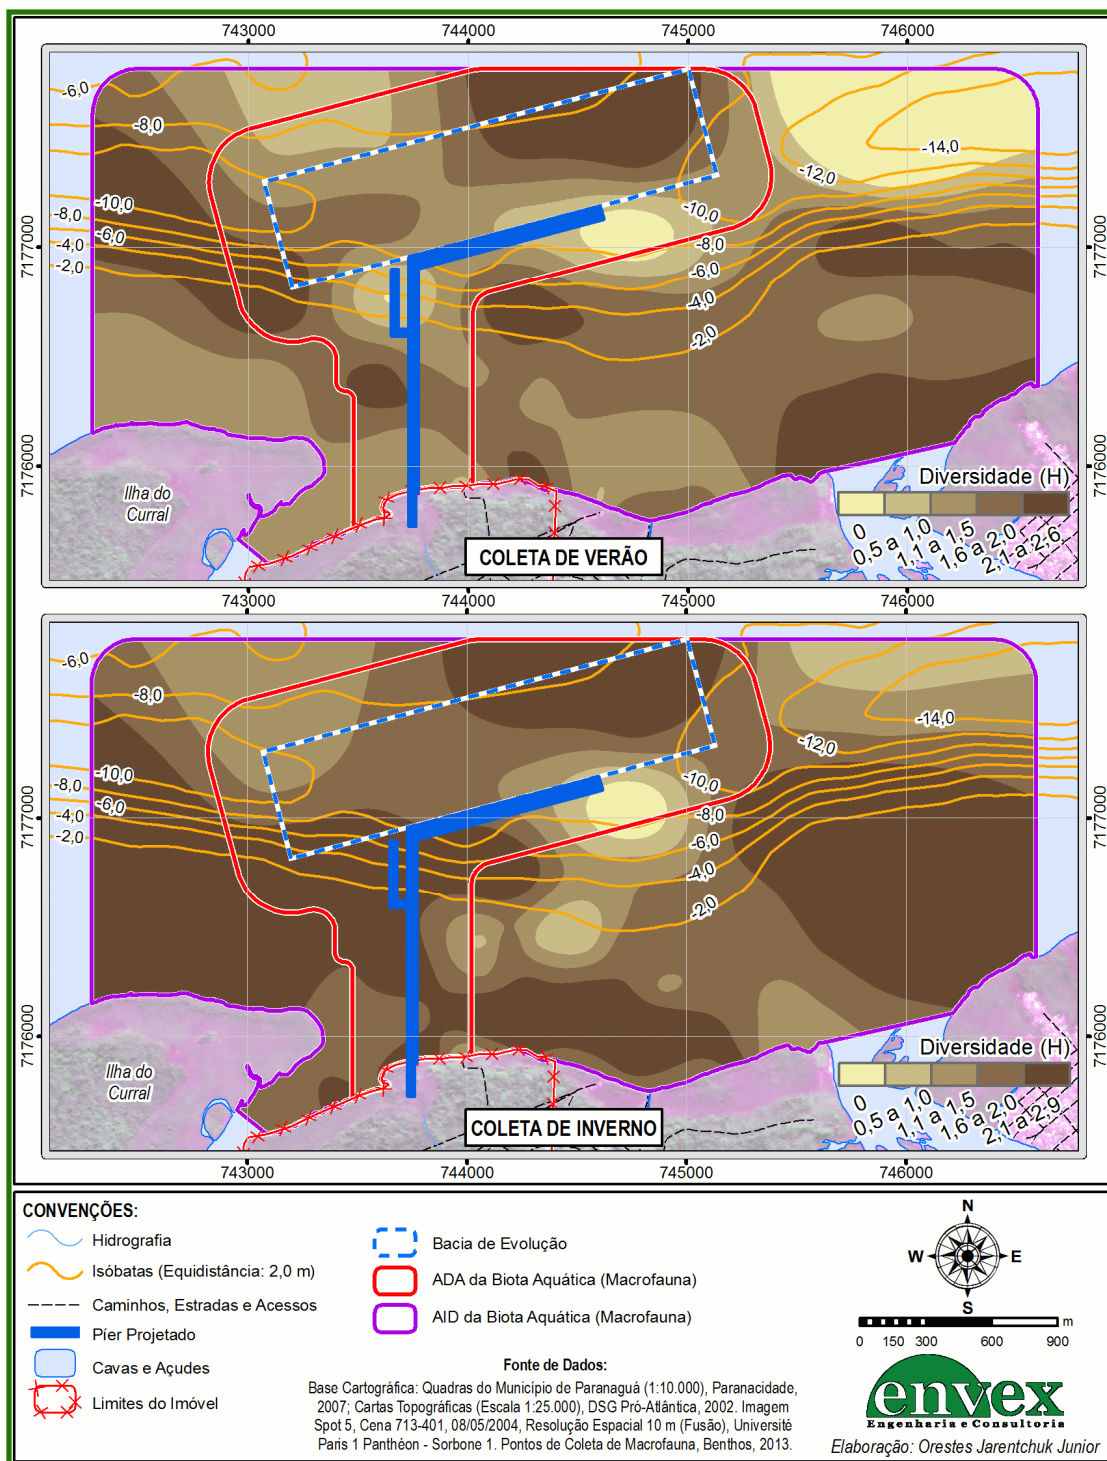 743000
744000
745000
746000
-6,0
-8,0
-14,0
-12,0
-10,0
-8,0
-10,0
-6,0
-4,0
-2,0
-8,0
-6,0
-4,0
-2,0
7177000
7177000
7176000
7176000
Ilha do
Curral
Diversidade (H)
0
0,5 a 1,0
1,1 a 1,5
1,6 a 2,0
2,1 a 2,6
COLETA DE VERÃO
743000
744000
745000
746000
-6,0
-8,0
-14,0
-12,0
-10,0
-8,0
-10,0
-6,0
-4,0
-2,0
-8,0
-6,0
-4,0
-2,0
7177000
7177000
7176000
7176000
Ilha do
Curral
Diversidade (H)
0
0,5 a 1,0
1,1 a 1,5
1,6 a 2,0
2,1 a 2,9
COLETA DE INVERNO
743000
744000
745000
746000
CONVENÇÕES:
Hidrografia
Isóbatas (Equidistância: 2,0 m)
Caminhos, Estradas e Acessos
Píer Projetado
Cavas e Açudes
Limites do Imóvel
Bacia de Evolução
ADA da Biota Aquática (Macrofauna)
AID da Biota Aquática (Macrofauna)
Fonte de Dados:
Base Cartográfica: Quadras do Município de Paranaguá (1:10.000), Paranacidade,
2007; Cartas Topográficas (Escala 1:25.000), DSG Pró-Atlântica, 2002. Imagem
Spot 5, Cena 713-401, 08/05/2004, Resolução Espacial 10 m (Fusão), Université
Paris 1 Panthéon - Sorbone 1. Pontos de Coleta de Macrofauna, Benthos, 2013.
N
W E
S
m
0 150 300 600 900
envex
Engenharia e Consultoria
Elaboração: Orestes Jarentchuk Junior